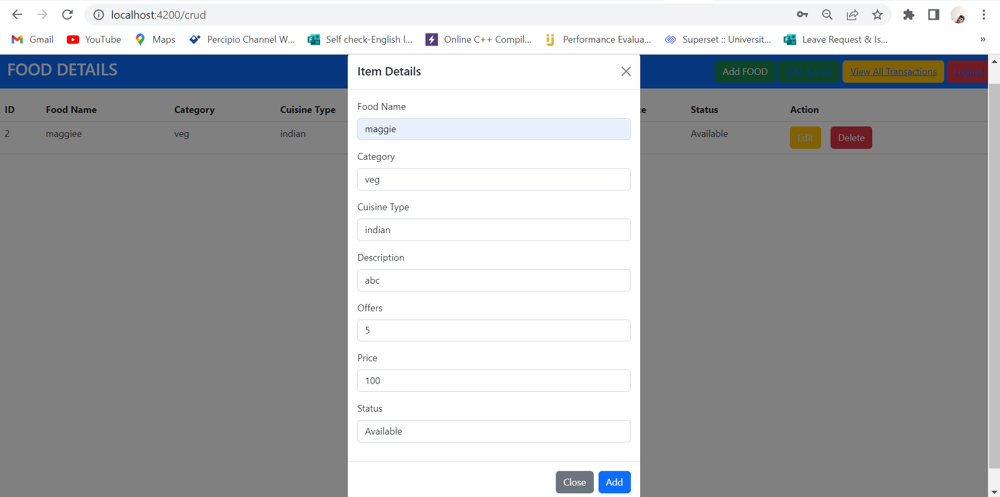 localhost:4200/crud
Gmail YouTube Maps Percipio Channel W... Self check-English l... Online C++ Compil... Performance Evalua... Superset :: Universit... Leave Request & Is... »
FOOD DETAILS
Add FOOD Add Admin View All Transactions Logout
Item Details
ID Food Name Category Cuisine Type Status Action
2 maggiee veg indian Available Edit Delete
Food Name
maggie
Category
veg
Cuisine Type
indian
Description
abc
Offers
5
Price
100
Status
Available
Close Add